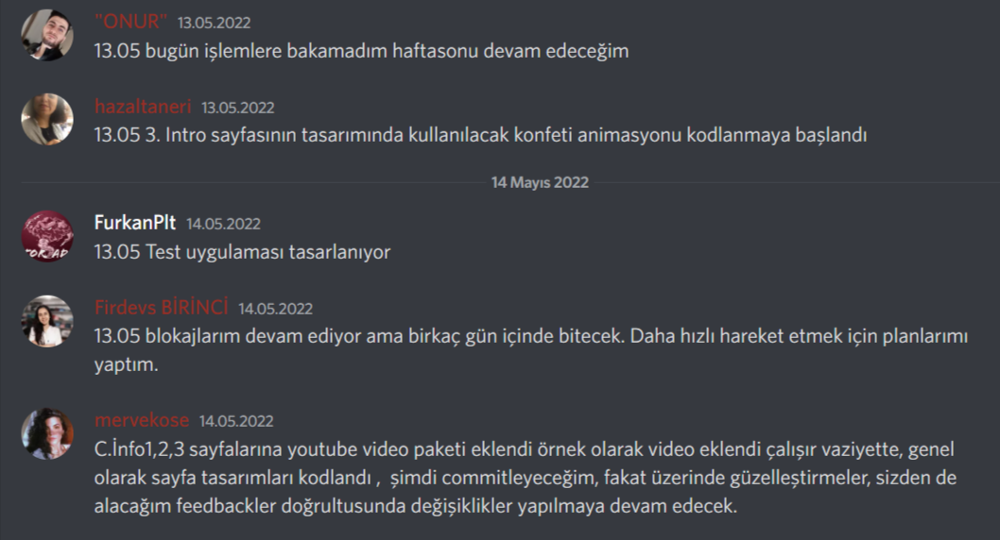 "ONUR" 13.05.2022
13.05 bugün işlemlere bakamadım haftasonu devam edeceğim
hazaltaneri 13.05.2022
13.05 3. Intro sayfasının tasarımında kullanılacak konfeti animasyonu kodlanmaya başlandı
14 Mayıs 2022
FurkanPlt 14.05.2022
13.05 Test uygulaması tasarlanıyor
Firdevs BİRİNCİ 14.05.2022
13.05 blokajlarım devam ediyor ama birkaç gün içinde bitecek. Daha hızlı hareket etmek için planlarımı
yaptım.
mervekose 14.05.2022
C.İnfo1,2,3 sayfalarına youtube video paketi eklendi örnek olarak video eklendi çalışır vaziyette, genel
olarak sayfa tasarımları kodlandı , şimdi commitleyeceğim, fakat üzerinde güzelleştirmeler, sizden de
alacağım feedbackler doğrultusunda değişiklikler yapılmaya devam edecek.